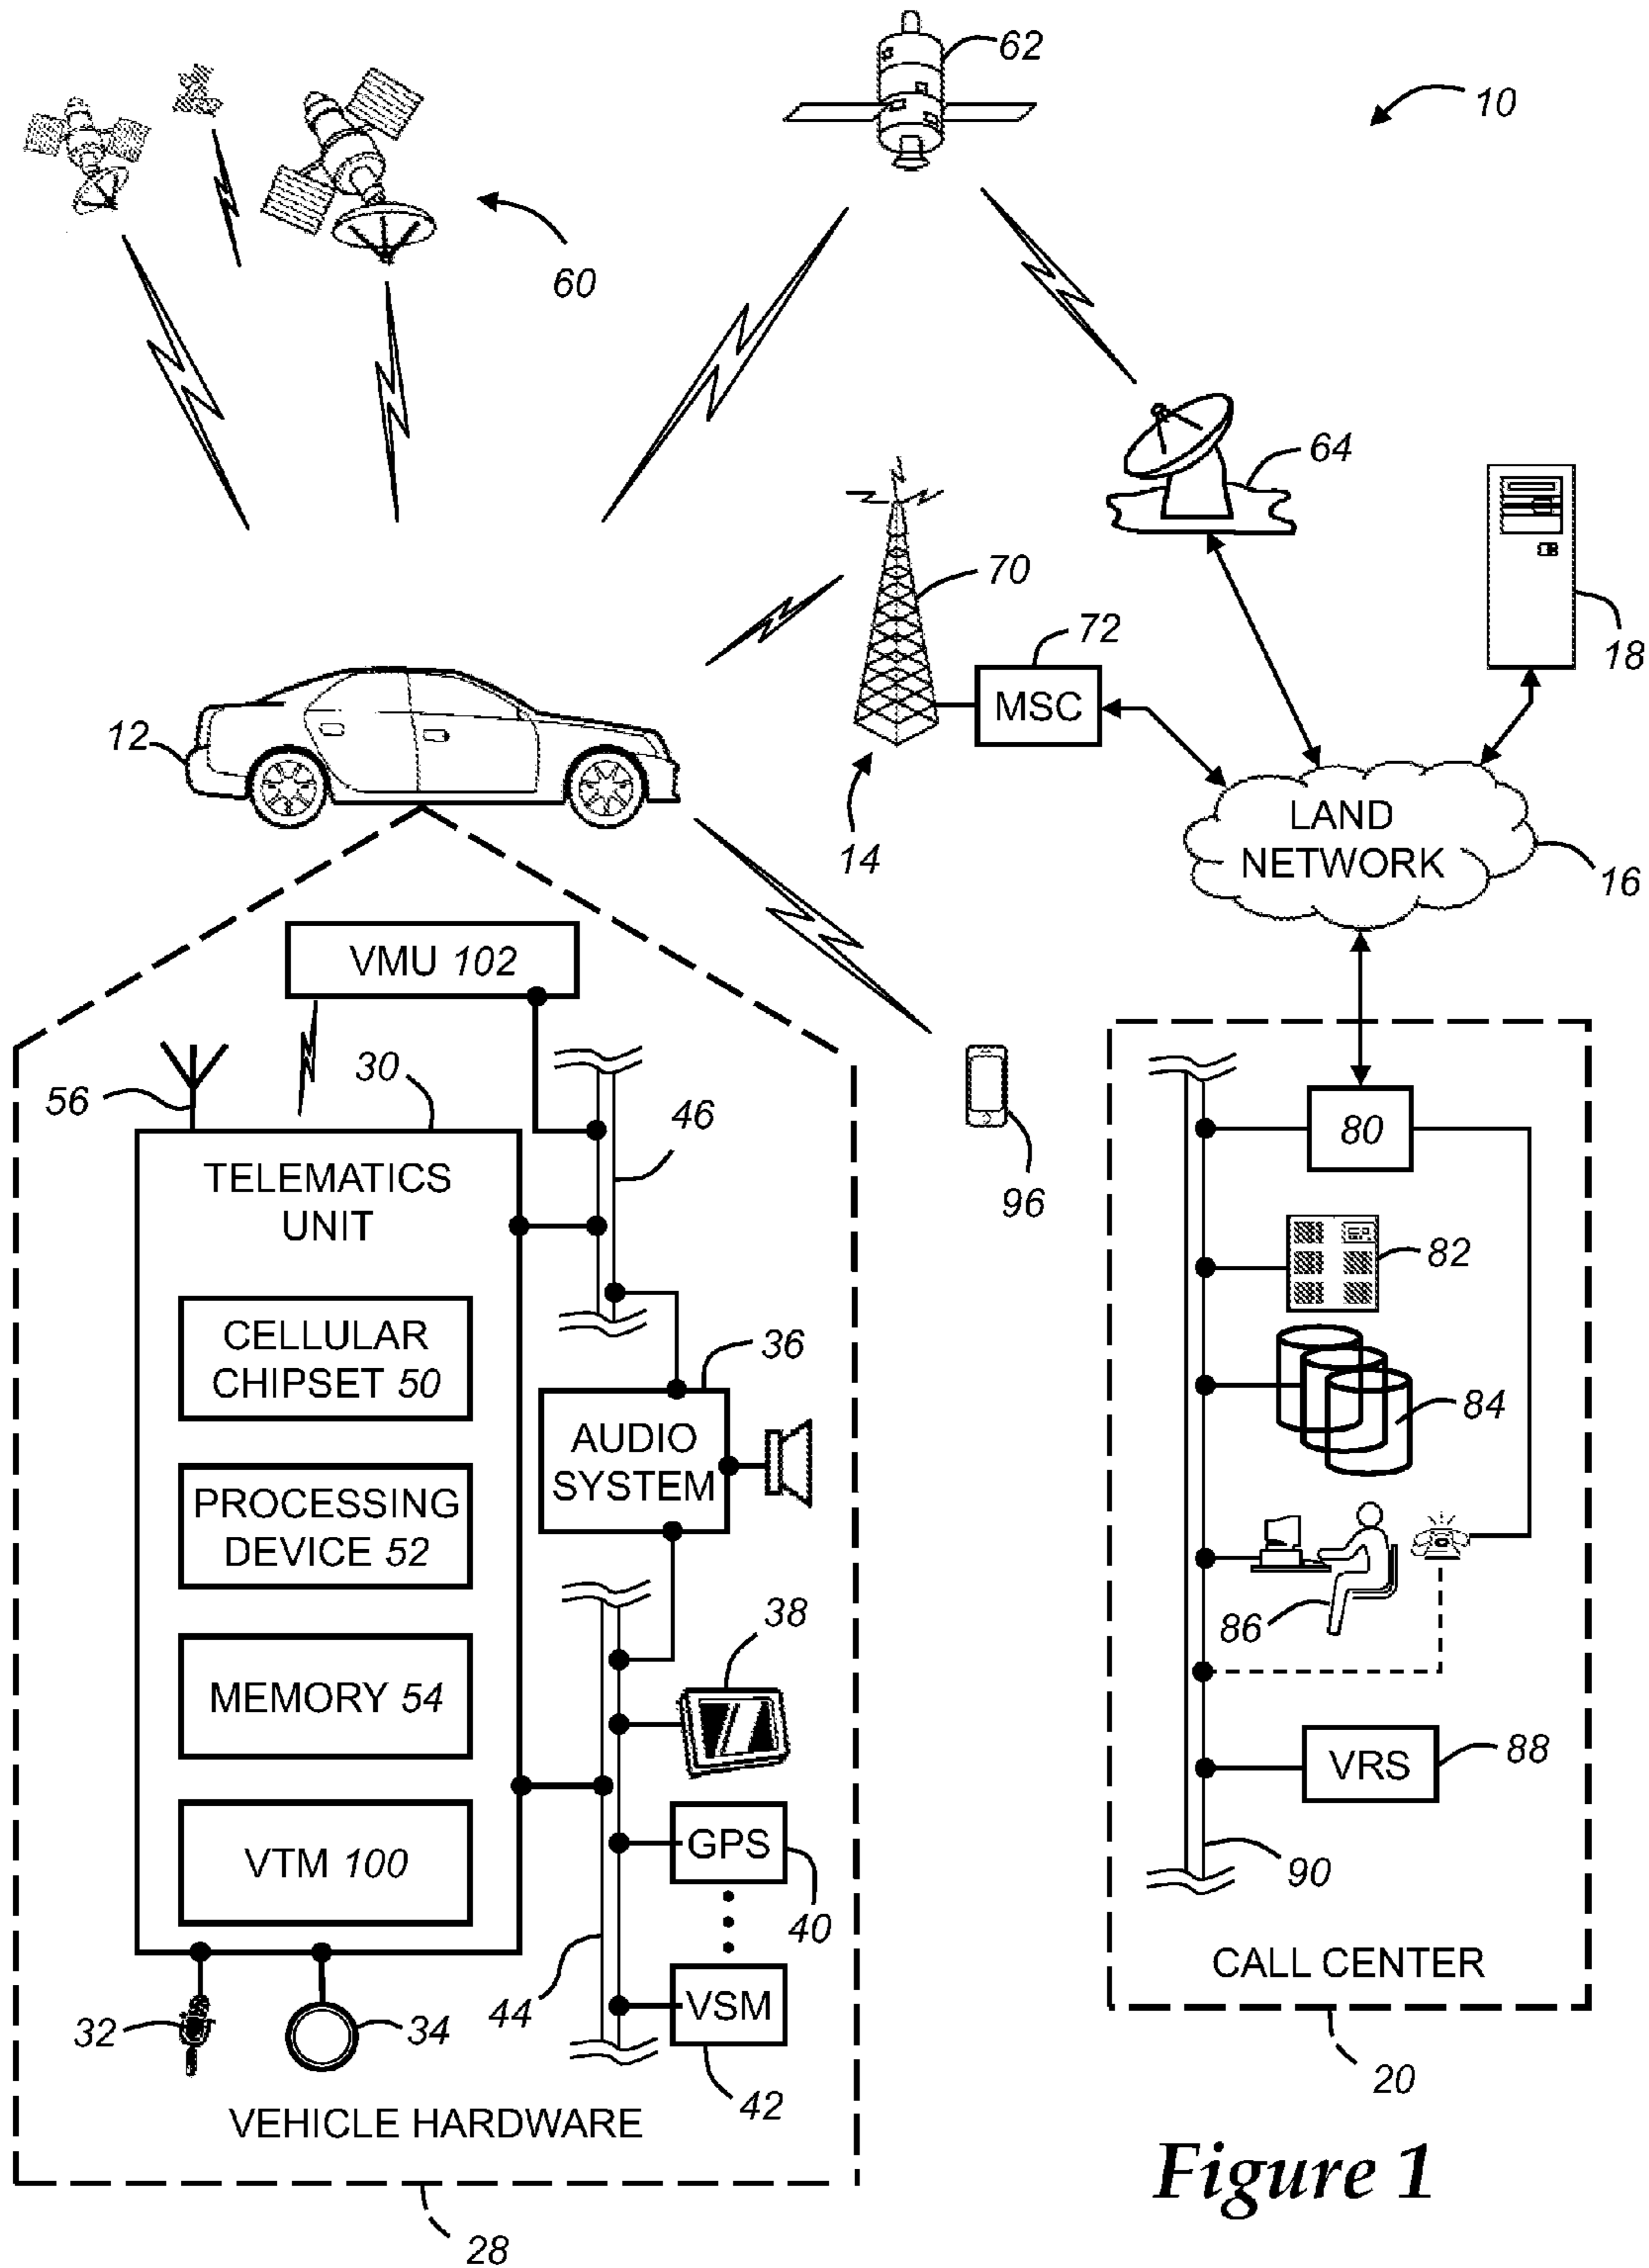 62
10
60
64
70
18
72
MSC
12
14
LAND
NETWORK
16
VMU 102
56
30
46
96
TELEMATICS
UNIT
CELLULAR
CHIPSET 50
36
AUDIO
SYSTEM
PROCESSING
DEVICE 52
38
MEMORY 54
GPS
40
VTM 100
44
VSM
42
32
34
VEHICLE HARDWARE
28
80
82
84
86
VRS
88
90
CALL CENTER
20
Figure 1